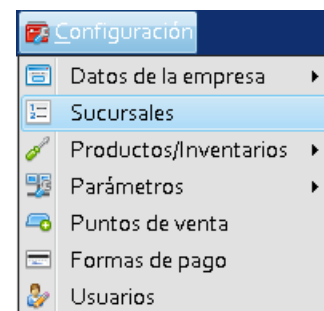 Configuración
Datos de la empresa
Sucursales
Productos/Inventarios
Parámetros
Puntos de venta
Formas de pago
Usuarios